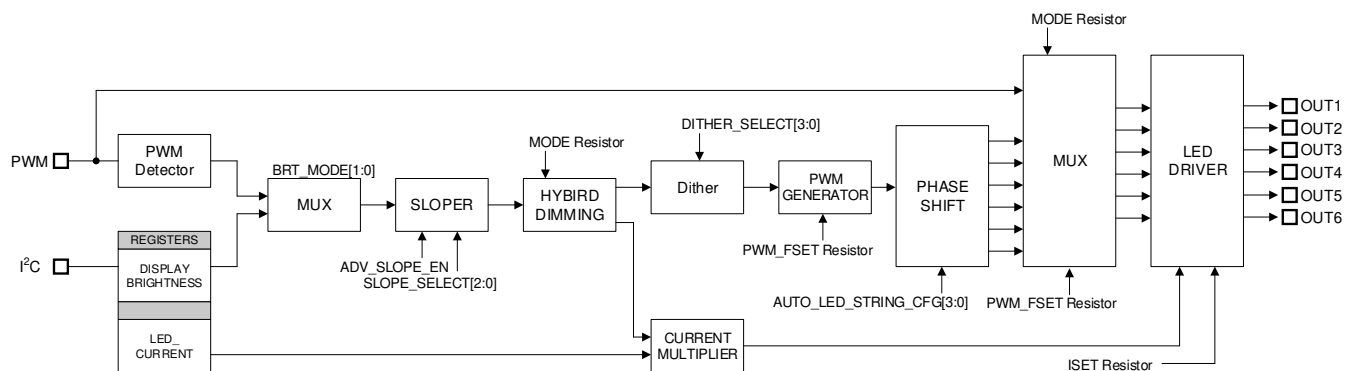 MODE Resistor
OUT1
DITHER_SELECT[3:0]
OUT2
MODE Resistor
OUT3
PWM
PWM
Detector
BRT_MODE[1:0]
MUX
LED
DRIVER
OUT4
Dither
PWM
GENERATOR
PHASE
SHIFT
OUT5
MUX
SLOPER
HYBIRD
DIMMING
OUT6
REGISTERS
PWM_FSET Resistor
I²C
DISPLAY
BRIGHTNESS
ADV_SLOPE_EN
SLOPE_SELECT[2:0]
AUTO_LED_STRING_CFG[3:0]
PWM_FSET Resistor
LED_
CURRENT
CURRENT
MULTIPLIER
ISET Resistor